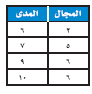 المجال المدى
٢ ٦
٥ ٧
٦ ٩
٦ ١٠